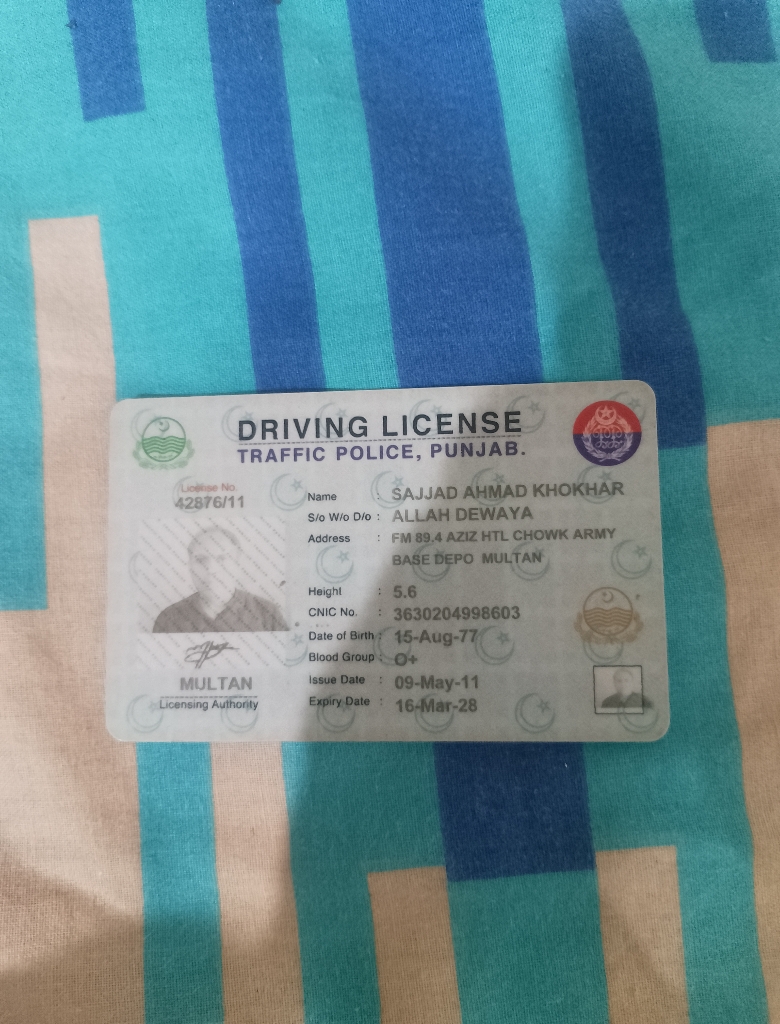 DRIVING LICENSE
TRAFFIC POLICE, PUNJAB.
License No.
42876/11
Name : SAJJAD AHMAD KHOKHAR
S/o W/o D/o : ALLAH DEWAYA
Address : FM 89.4 AZIZ HTL CHOWK ARMY
BASE DEPO MULTAN
Height : 5.6
CNIC No. : 3630204998603
Date of Birth : 15-Aug-77
Blood Group : O+
Issue Date : 09-May-11
Expiry Date : 16-Mar-28
MULTAN
Licensing Authority